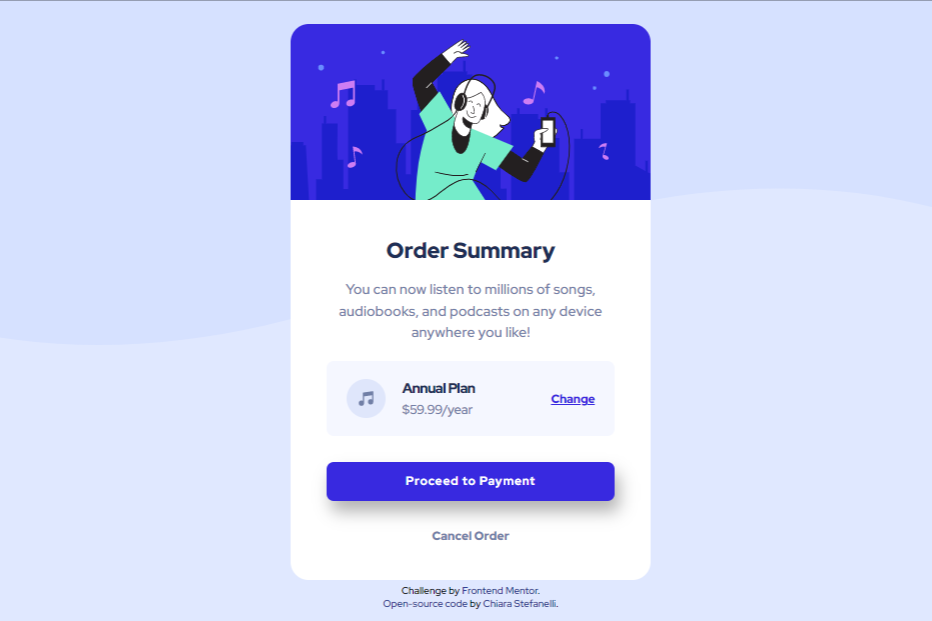 Order Summary
You can now listen to millions of songs,
audiobooks, and podcasts on any device
anywhere you like!
Annual Plan
$59.99/year
Change
Proceed to Payment
Cancel Order
Challenge by Frontend Mentor.
Open-source code by Chiara Stefanelli.